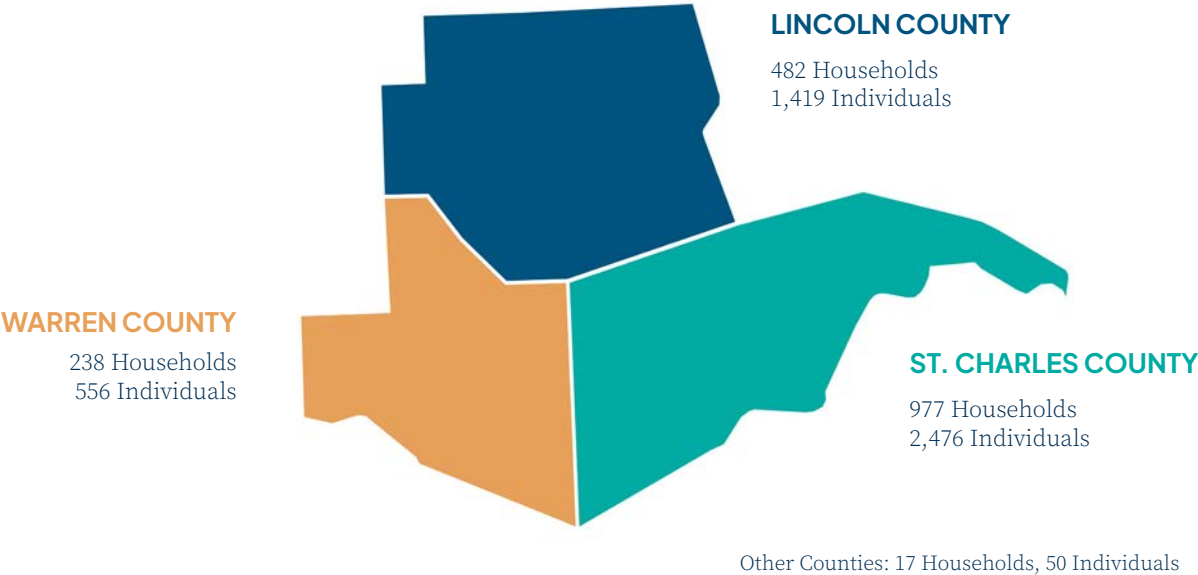 LINCOLN COUNTY
482 Households
1,419 Individuals
WARREN COUNTY
238 Households
556 Individuals
ST. CHARLES COUNTY
977 Households
2,476 Individuals
Other Counties: 17 Households, 50 Individuals